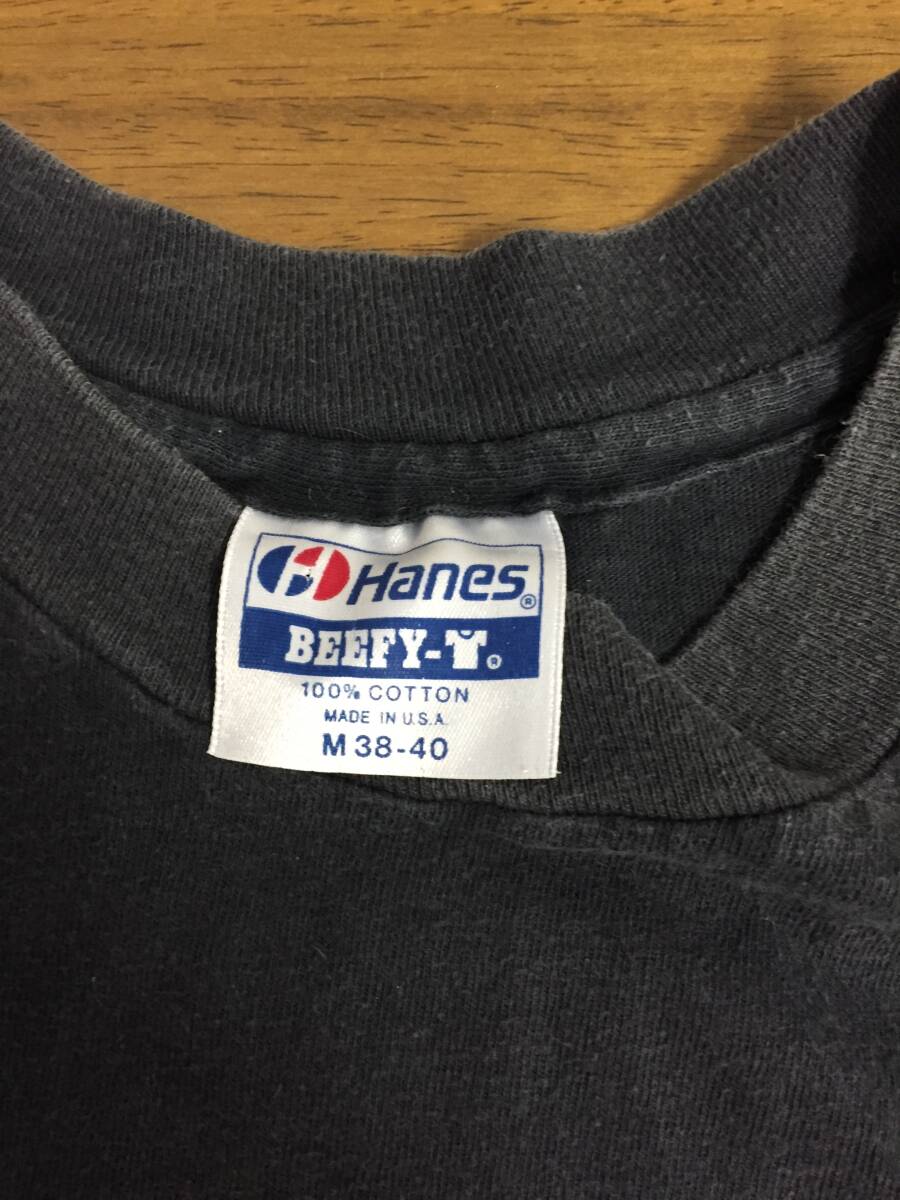 Hanes®
BEEFY-T®
100% COTTON
MADE IN U.S.A.
M 38-40